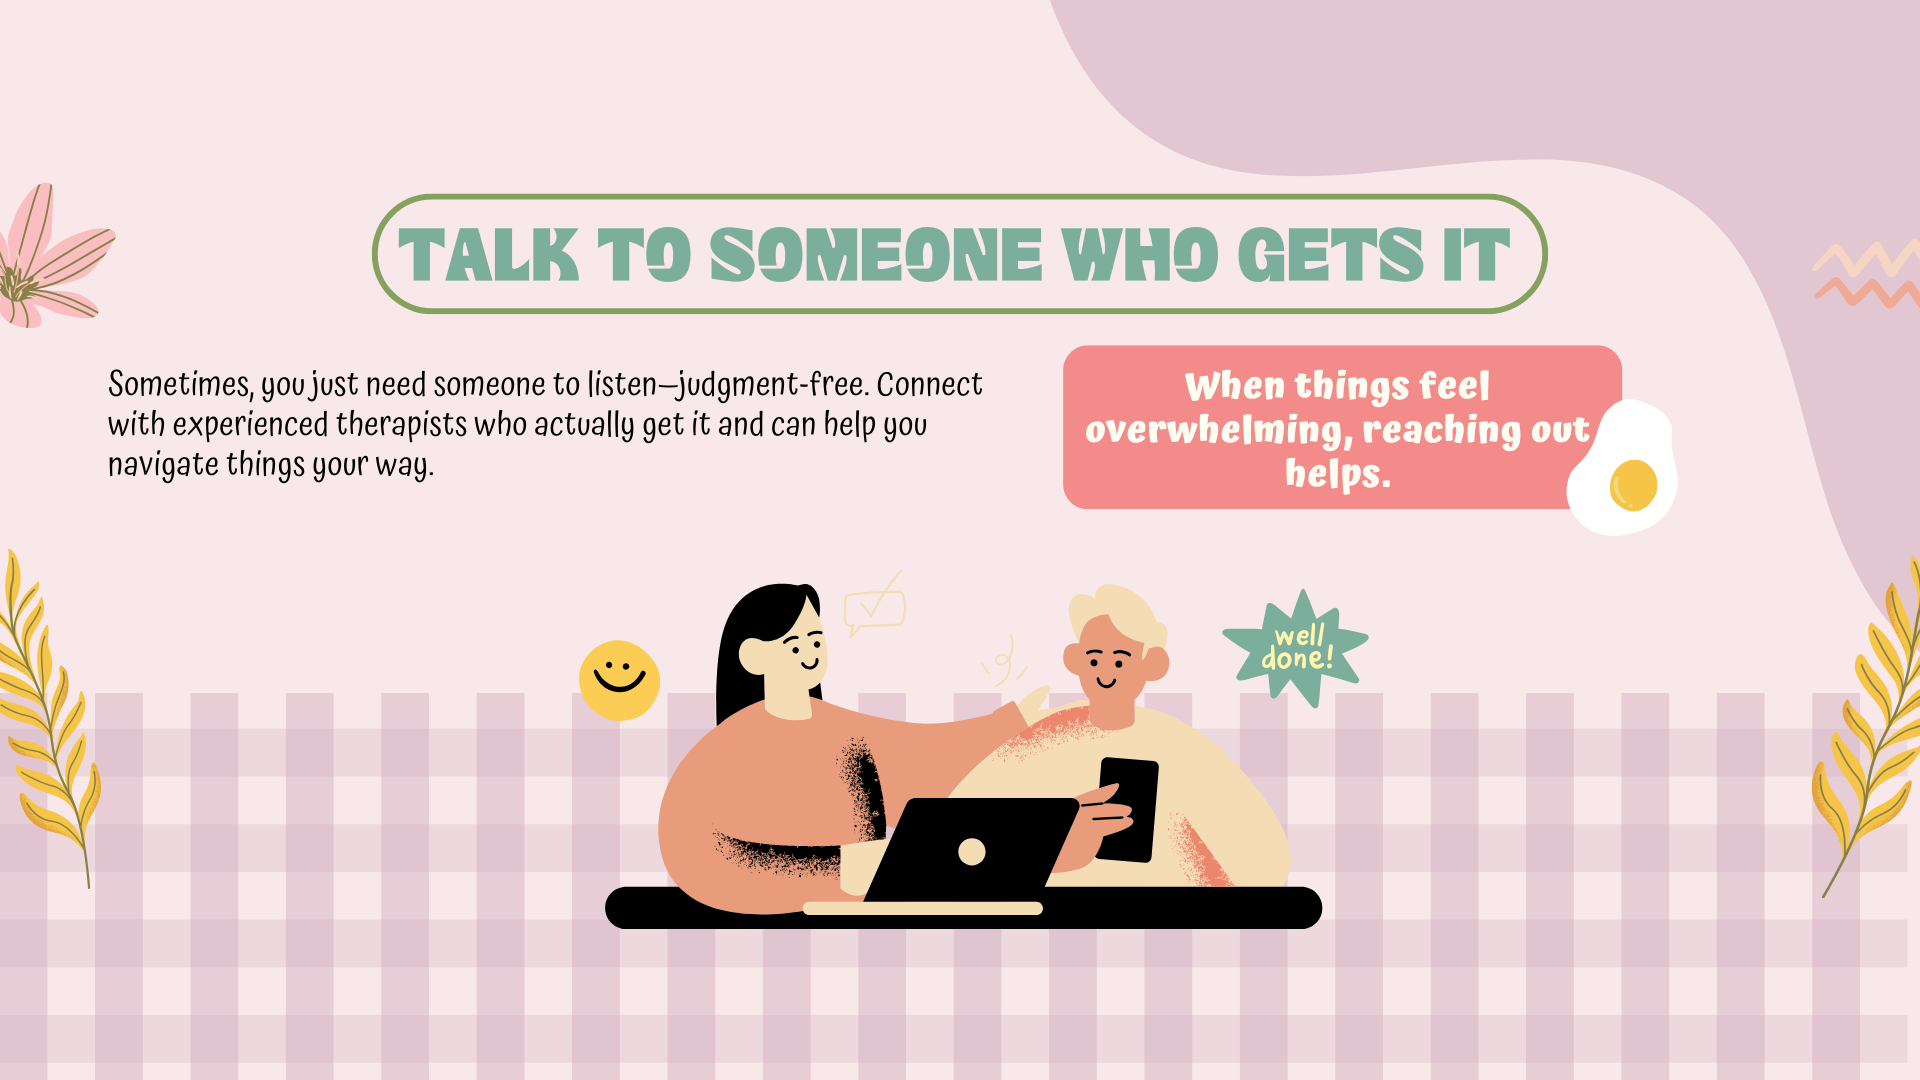 TALK TO SOMEONE WHO GETS IT
Sometimes, you just need someone to listen—judgment-free. Connect
with experienced therapists who actually get it and can help you
navigate things your way.
When things feel
overwhelming, reaching out
helps.
well
done!